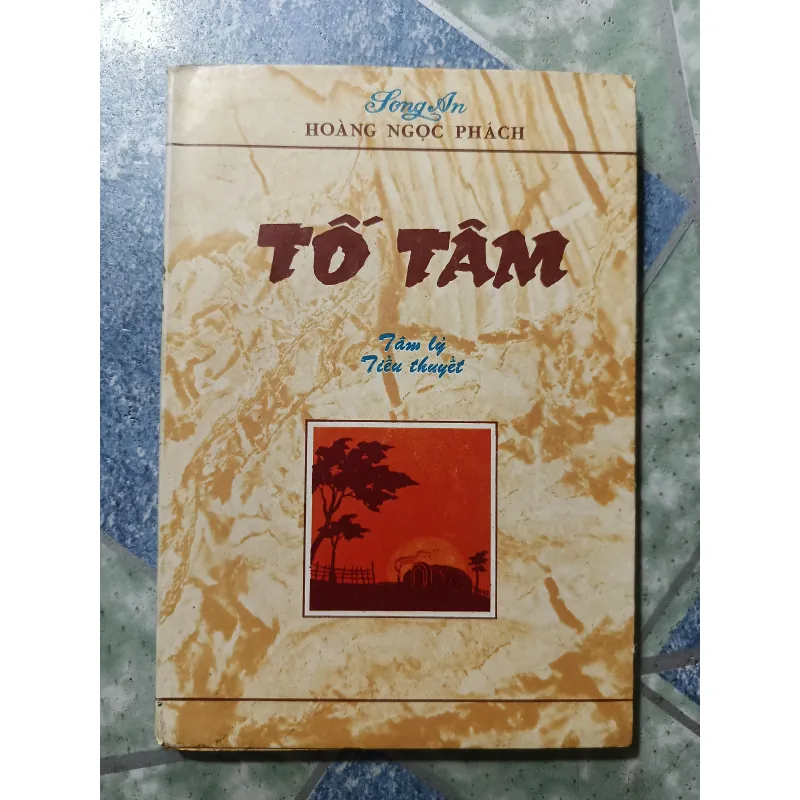 Song An
HOÀNG NGỌC PHÁCH
TỐ TÂM
Tâm lý
Tiểu thuyết